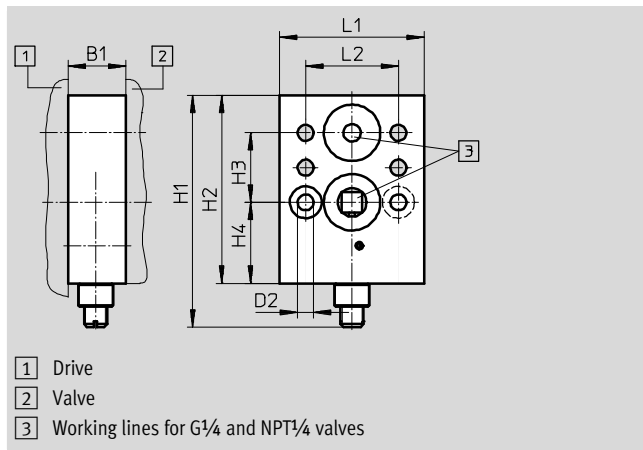 L1
1
B1
2
L2
3
H1
H2
H3
H4
D2
1 Drive
2 Valve
3 Working lines for G¼ and NPT¼ valves